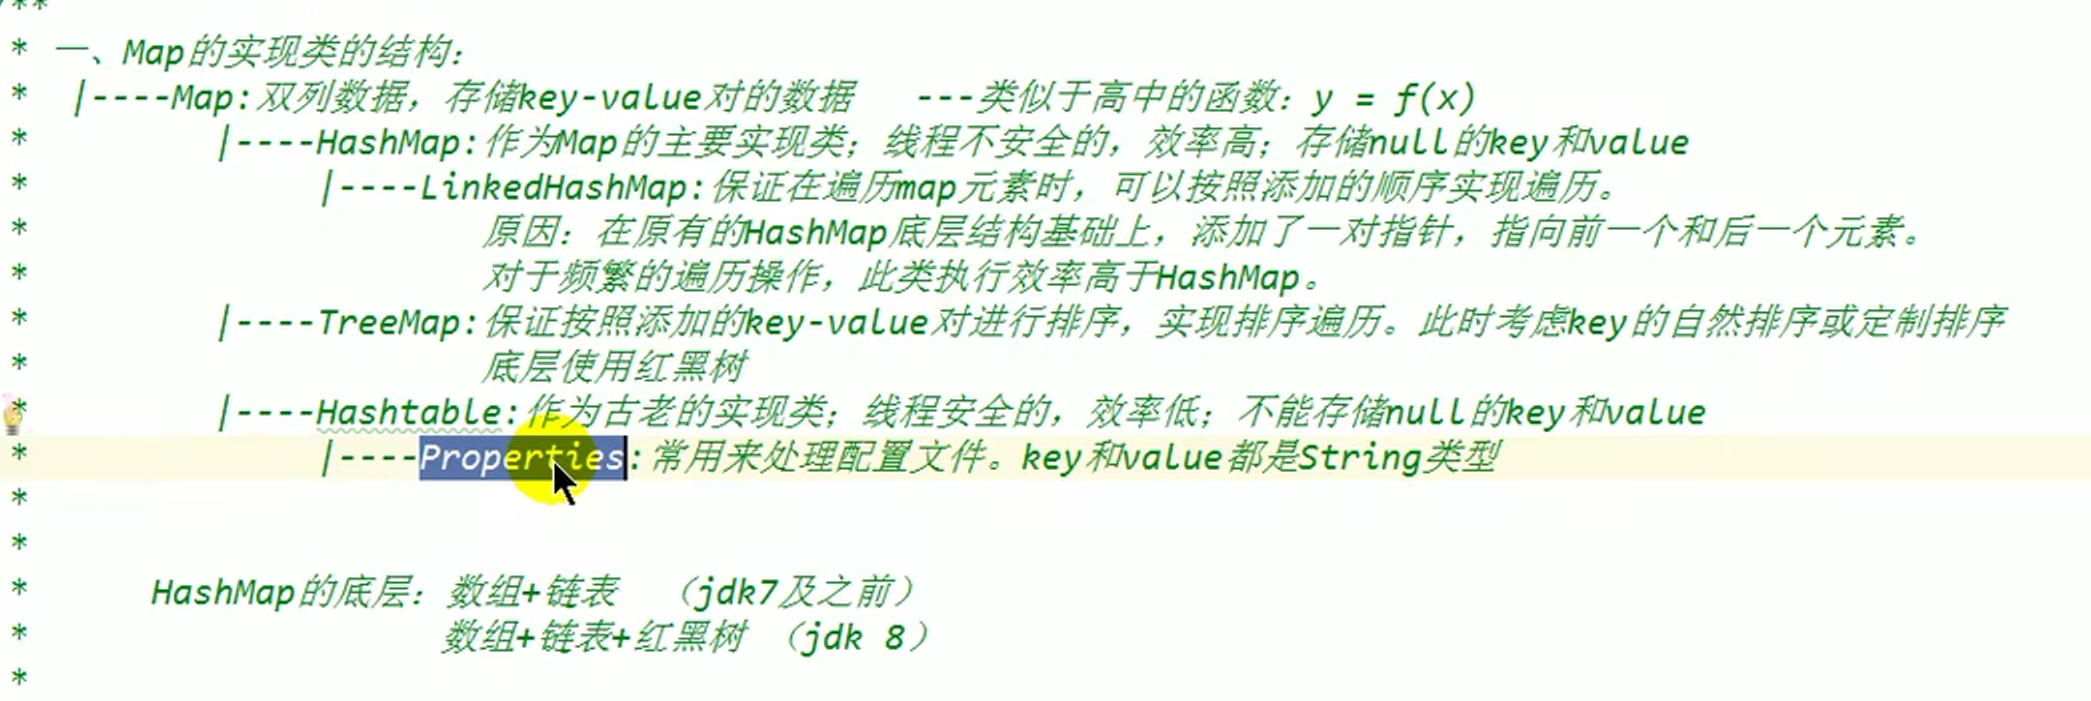 /**
* 一、Map的实现类的结构：
* |----Map:双列数据，存储key-value对的数据 ---类似于高中的函数：y = f(x)
* |----HashMap:作为Map的主要实现类；线程不安全的，效率高；存储null的key和value
* |----LinkedHashMap:保证在遍历map元素时，可以按照添加的顺序实现遍历。
* 原因：在原有的HashMap底层结构基础上，添加了一对指针，指向前一个和后一个元素。
* 对于频繁的遍历操作，此类执行效率高于HashMap。
* |----TreeMap:保证按照添加的key-value对进行排序，实现排序遍历。此时考虑key的自然排序或定制排序
* 底层使用红黑树
* |----Hashtable:作为古老的实现类；线程安全的，效率低；不能存储null的key和value
* |----Properties:常用来处理配置文件。key和value都是String类型
*
*
* HashMap的底层：数组+链表 （jdk7及之前）
* 数组+链表+红黑树 （jdk 8）
*